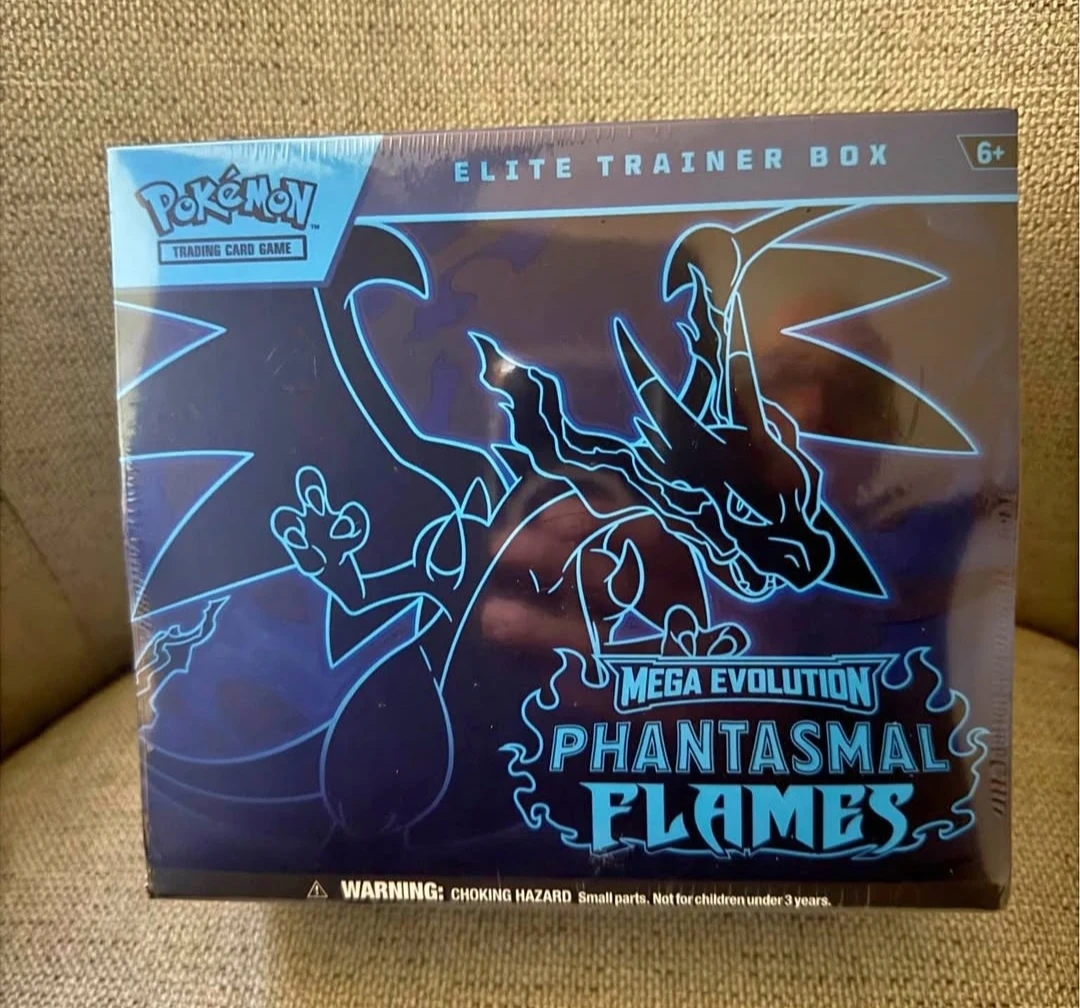 POKéMON™
TRADING CARD GAME
ELITE TRAINER BOX
6+
MEGA EVOLUTION
PHANTASMAL
FLAMES
⚠ WARNING: CHOKING HAZARD Small parts. Not for children under 3 years.